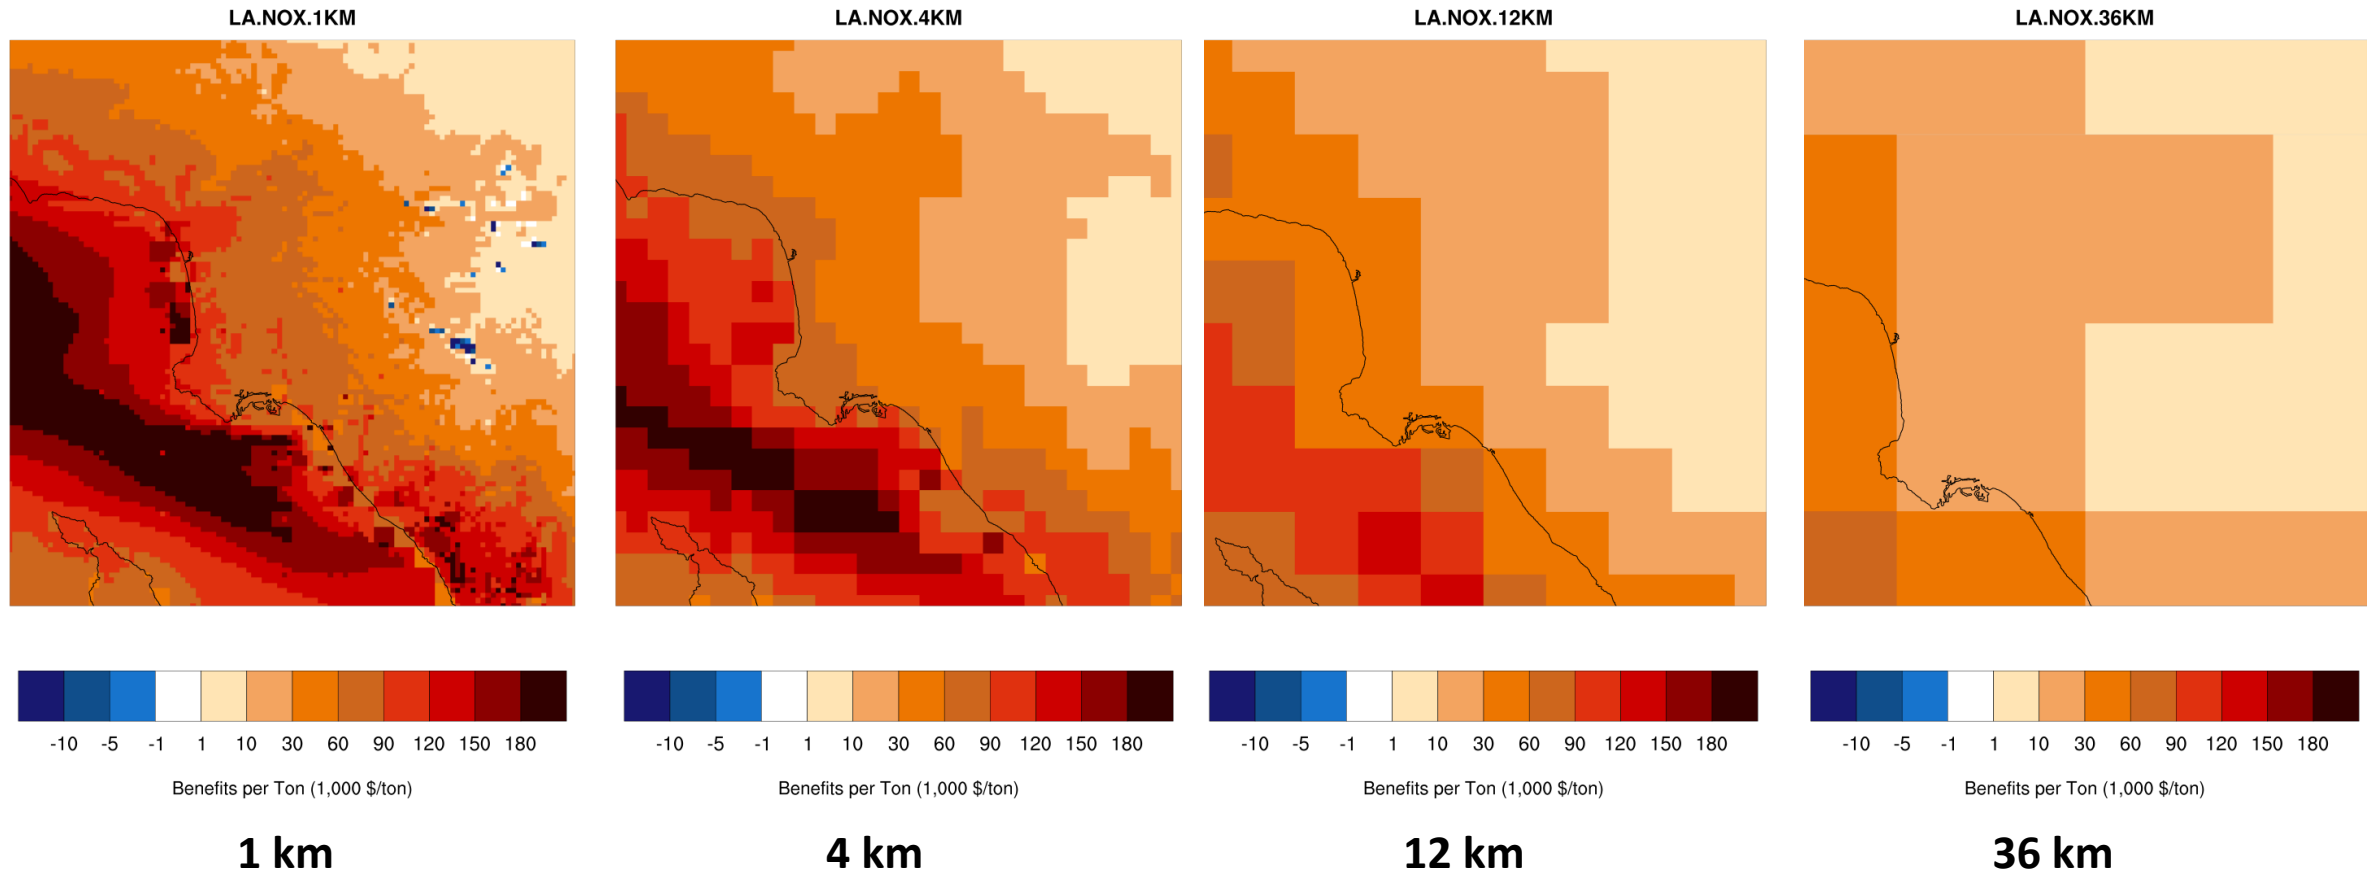 LA.NOX.1KM LA.NOX.4KM LA.NOX.12KM LA.NOX.36KM
-10 -5 -1 1 10 30 60 90 120 150 180 -10 -5 -1 1 10 30 60 90 120 150 180 -10 -5 -1 1 10 30 60 90 120 150 180 -10 -5 -1 1 10 30 60 90 120 150 180
Benefits per Ton (1,000 $/ton) Benefits per Ton (1,000 $/ton) Benefits per Ton (1,000 $/ton) Benefits per Ton (1,000 $/ton)
1 km 4 km 12 km 36 km